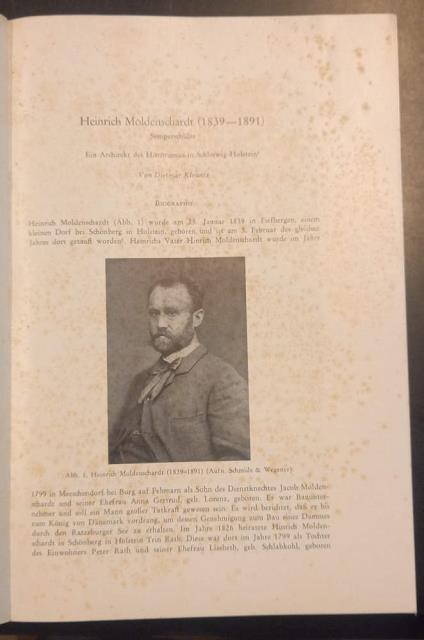 Heinrich Moldenschardt (1839—1891)
Semperschüler
Ein Architekt des Historismus in Schleswig-Holstein¹
Von Dietmar
BIOGRAPHIE
Heinrich Moldenschardt (Abb. 1) wurde am 23. Januar 1839 in Fiefbergen, einem
kleinen Dorf bei Schönberg in Holstein, geboren und ist am 3. Februar des gleichen
Jahres dort getauft worden². Heinrichs Vater Hinrich Moldenschardt wurde im Jahre
Abb. 1. Heinrich Moldenschardt (1839–1891) (Aufn. Schmidt & Wegener)
1799 in Meeschendorf bei Burg auf Fehmarn als Sohn des Dienstknechtes Jacob Molden-
schardt und seiner Ehefrau Anna Gertrud, geb. Lorenz, geboren. Er war Bauunter-
nehmer und soll ein Mann großer Tatkraft gewesen sein. Es wird berichtet, daß er bis
zum König von Dänemark vordrang, um dessen Genehmigung zum Bau eines Dammes
durch den Ratzeburger See zu erhalten. Im Jahre 1826 heiratete Hinrich Molden-
schardt in Schönberg in Holstein Trin Rath. Diese war dort im Jahre 1799 als Tochter
des Einwohners Peter Rath und seiner Ehefrau Liesbeth, geb. Schlahkohl, geboren